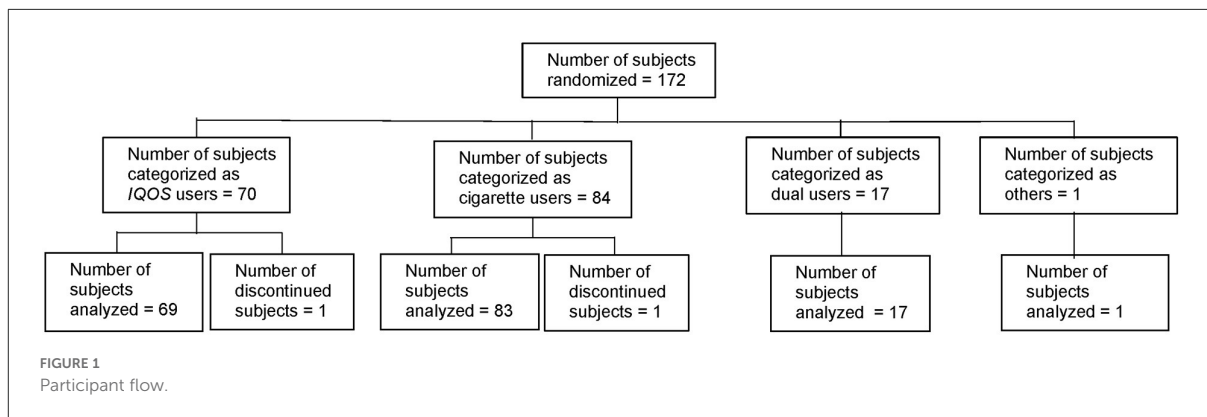 Number of subjects
randomized = 172
Number of subjects
categorized as
IQOS users = 70
Number of subjects
categorized as
cigarette users = 84
Number of subjects
categorized as
dual users = 17
Number of subjects
categorized as
others = 1
Number of
subjects
analyzed = 69
Number of
discontinued
subjects = 1
Number of
subjects
analyzed = 83
Number of
discontinued
subjects = 1
Number of
subjects
analyzed = 17
Number of
subjects
analyzed = 1
FIGURE 1
Participant flow.